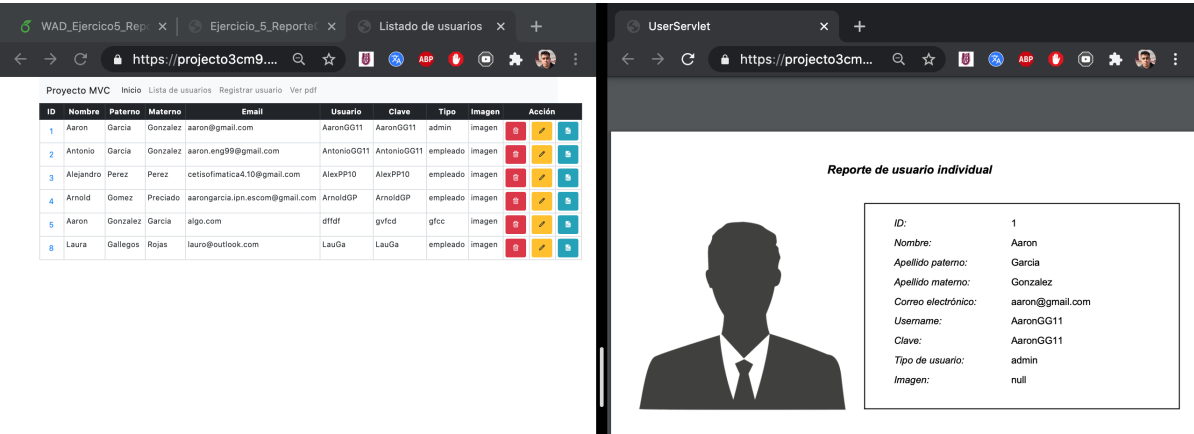 WAD_Ejercico5_Repo
Ejercicio_5_ReporteC
Listado de usuarios
https://projecto3cm9....
ABP
Proyecto MVC Inicio Lista de usuarios Registrar usuario Ver pdf
ID Nombre Paterno Materno Email Usuario Clave Tipo Imagen Acción
1 Aaron Garcia Gonzalez aaron@gmail.com AaronGG11 AaronGG11 admin imagen
2 Antonio Garcia Gonzalez aaron.eng99@gmail.com AntonioGG11 AntonioGG11 empleado imagen
3 Alejandro Perez Perez cetisofimatica4.10@gmail.com AlexPP10 AlexPP10 empleado imagen
4 Arnold Gomez Preciado aarongarcia.ipn.escom@gmail.com ArnoldGP ArnoldGP empleado imagen
5 Aaron Gonzalez Garcia algo.com dffdf gvfcd gfcc imagen
8 Laura Gallegos Rojas lauro@outlook.com LauGa LauGa empleado imagen
UserServlet
https://projecto3cm...
ABP
Reporte de usuario individual
ID: 1
Nombre: Aaron
Apellido paterno: Garcia
Apellido materno: Gonzalez
Correo electrónico: aaron@gmail.com
Username: AaronGG11
Clave: AaronGG11
Tipo de usuario: admin
Imagen: null